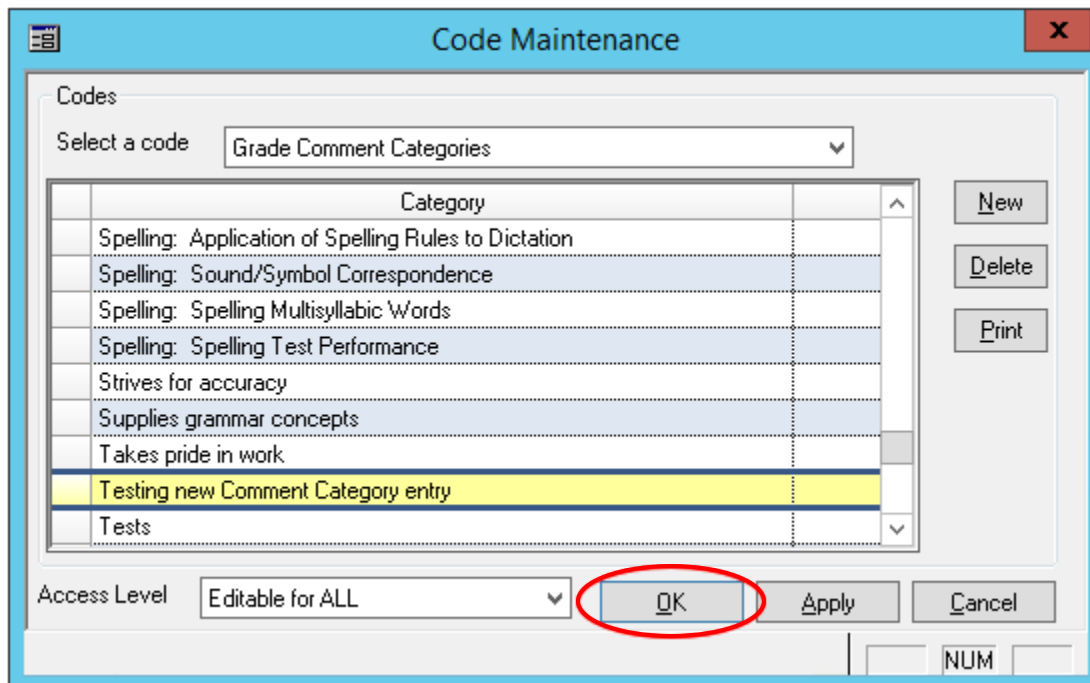 Code Maintenance
x
Codes
Select a code Grade Comment Categories
Category
New
Spelling:  Application of Spelling Rules to Dictation
Spelling:  Sound/Symbol Correspondence
Delete
Spelling:  Spelling Multisyllabic Words
Print
Spelling:  Spelling Test Performance
Strives for accuracy
Supplies grammar concepts
Takes pride in work
Testing new Comment Category entry
Tests
Access Level Editable for ALL OK Apply Cancel
NUM